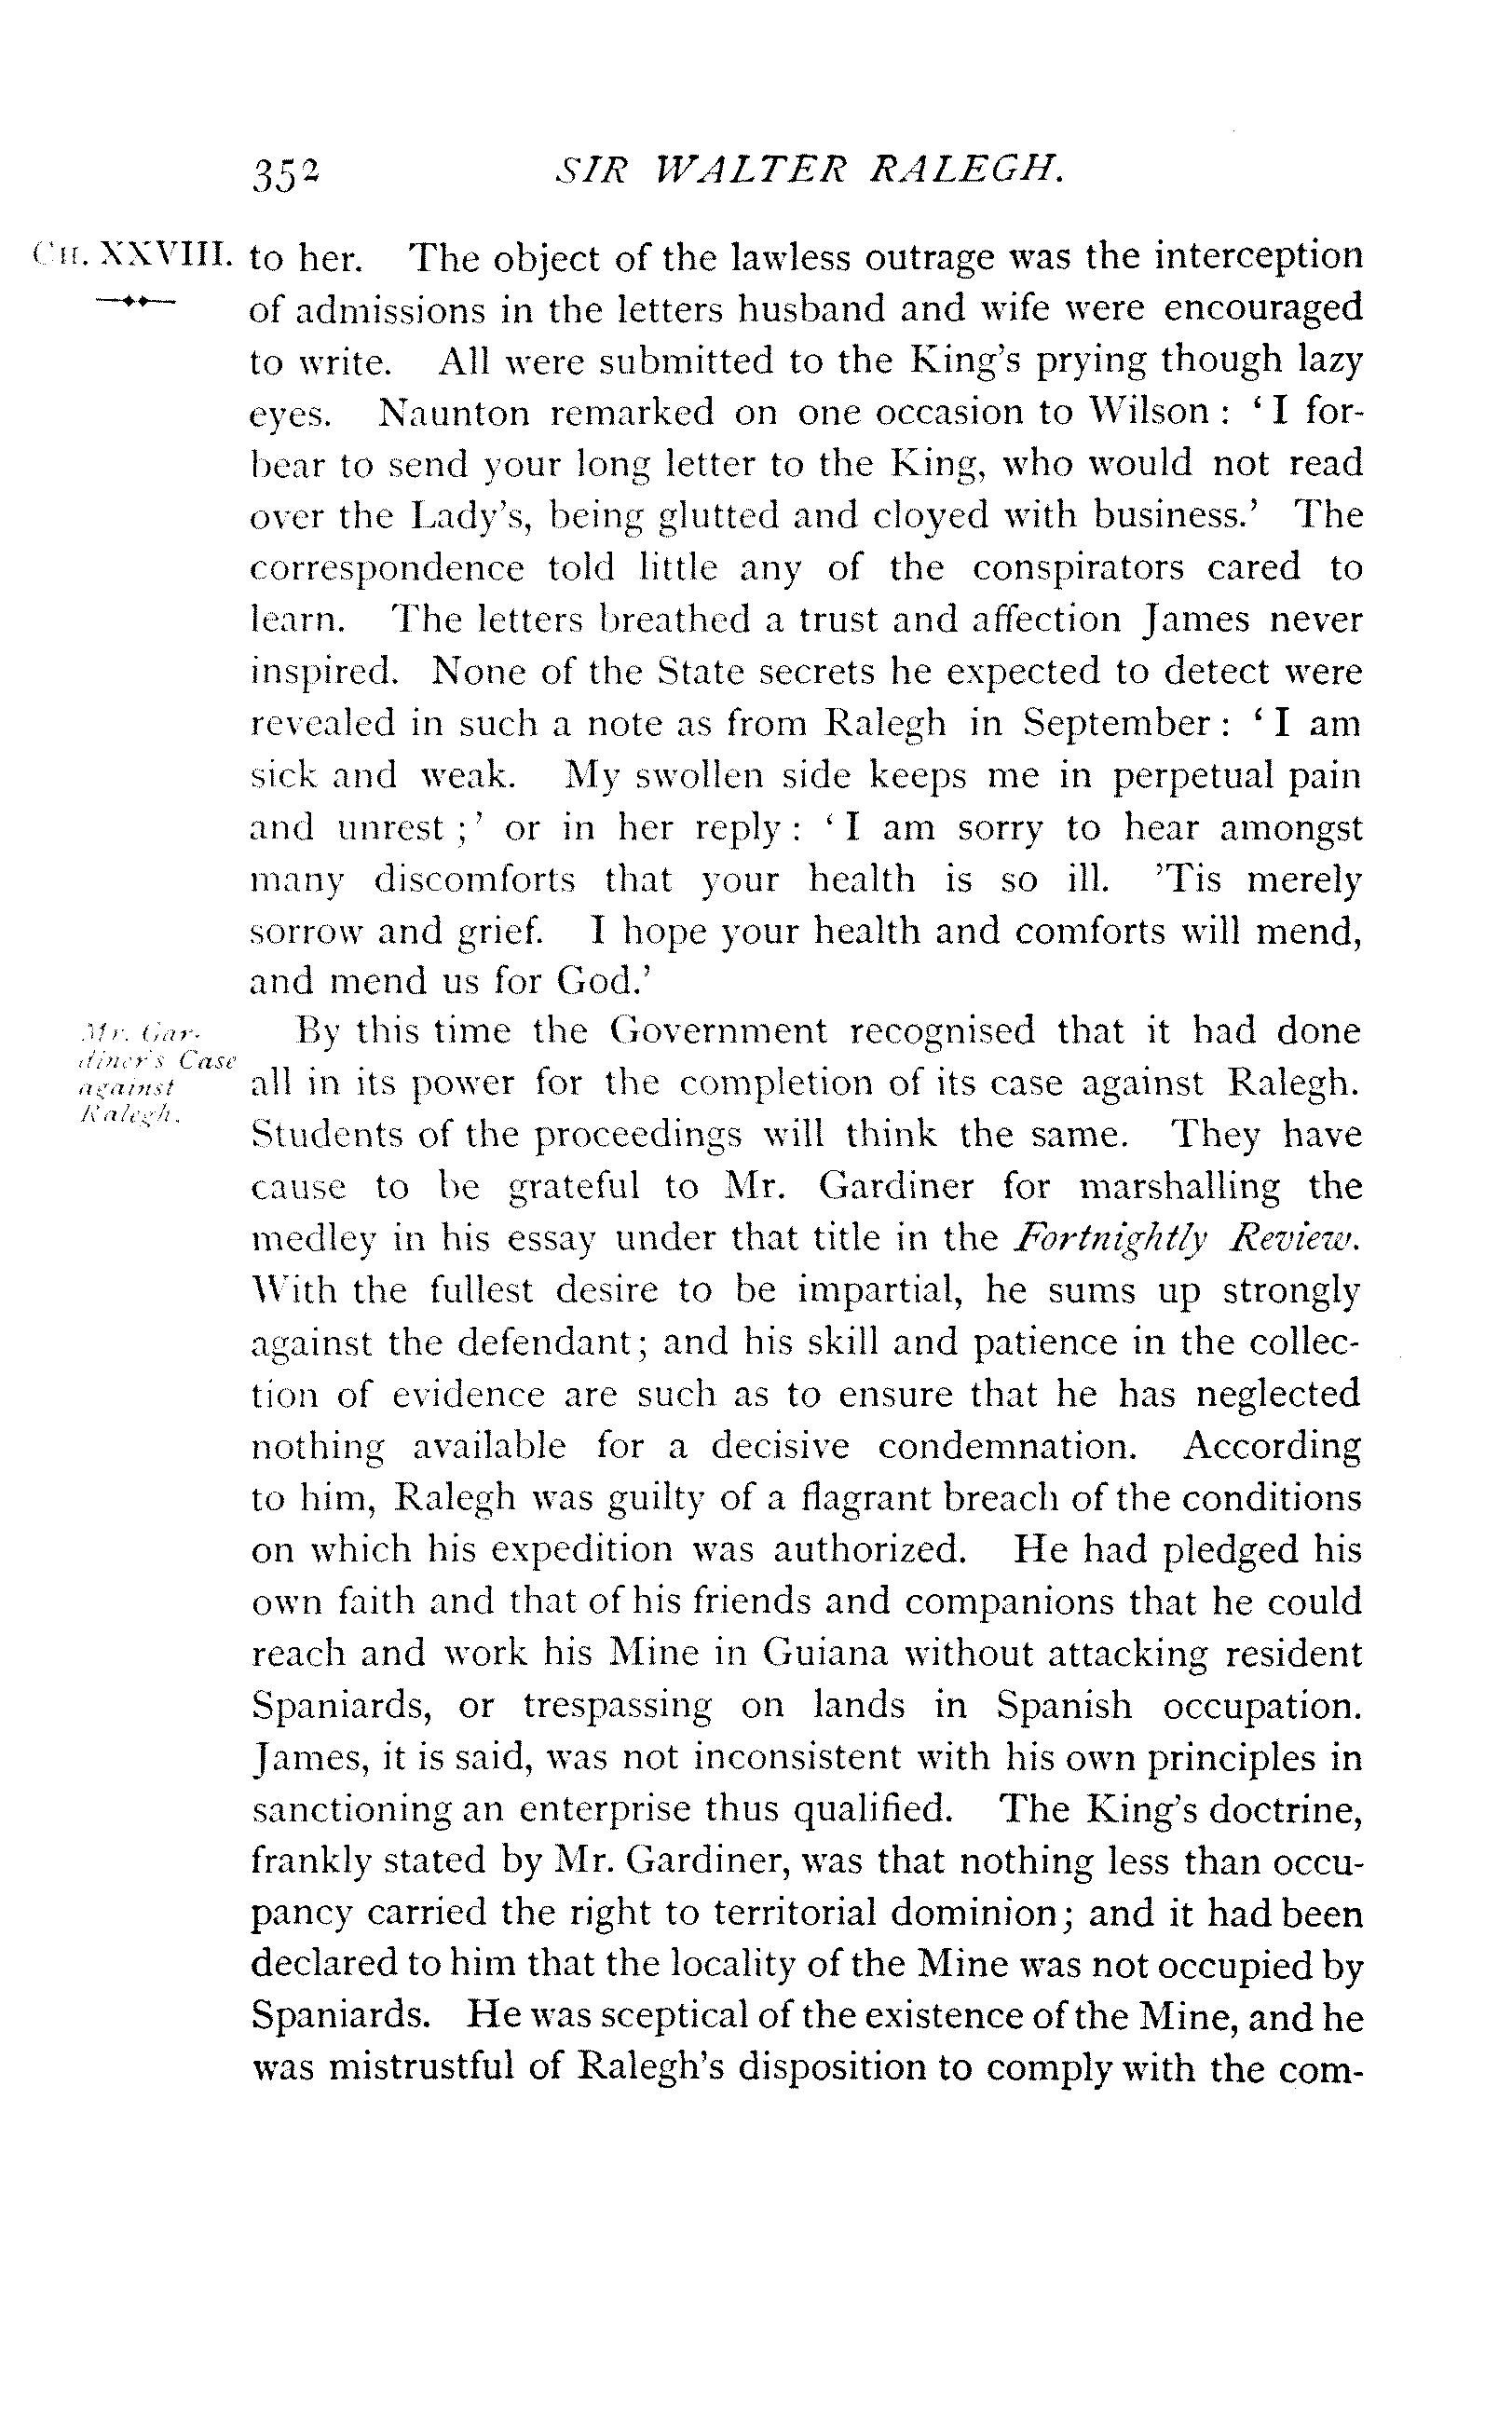 352 SIR WALTER RALEGH.
CH. XXVIII. to her. The object of the lawless outrage was the interception
of admissions in the letters husband and wife were encouraged
to write. All were submitted to the King's prying though lazy
eyes. Naunton remarked on one occasion to Wilson : ‘ I for-
bear to send your long letter to the King, who would not read
over the Lady's, being glutted and cloyed with business.’ The
correspondence told little any of the conspirators cared to
learn. The letters breathed a trust and affection James never
inspired. None of the State secrets he expected to detect were
revealed in such a note as from Ralegh in September : ‘ I am
sick and weak. My swollen side keeps me in perpetual pain
and unrest ;’ or in her reply : ‘ I am sorry to hear amongst
many discomforts that your health is so ill. ’Tis merely
sorrow and grief. I hope your health and comforts will mend,
and mend us for God.’
Mr. Gar-
diner's Case
against
Ralegh.
By this time the Government recognised that it had done
all in its power for the completion of its case against Ralegh.
Students of the proceedings will think the same. They have
cause to be grateful to Mr. Gardiner for marshalling the
medley in his essay under that title in the Fortnightly Review.
With the fullest desire to be impartial, he sums up strongly
against the defendant; and his skill and patience in the collec-
tion of evidence are such as to ensure that he has neglected
nothing available for a decisive condemnation. According
to him, Ralegh was guilty of a flagrant breach of the conditions
on which his expedition was authorized. He had pledged his
own faith and that of his friends and companions that he could
reach and work his Mine in Guiana without attacking resident
Spaniards, or trespassing on lands in Spanish occupation.
James, it is said, was not inconsistent with his own principles in
sanctioning an enterprise thus qualified. The King's doctrine,
frankly stated by Mr. Gardiner, was that nothing less than occu-
pancy carried the right to territorial dominion; and it had been
declared to him that the locality of the Mine was not occupied by
Spaniards. He was sceptical of the existence of the Mine, and he
was mistrustful of Ralegh's disposition to comply with the com-